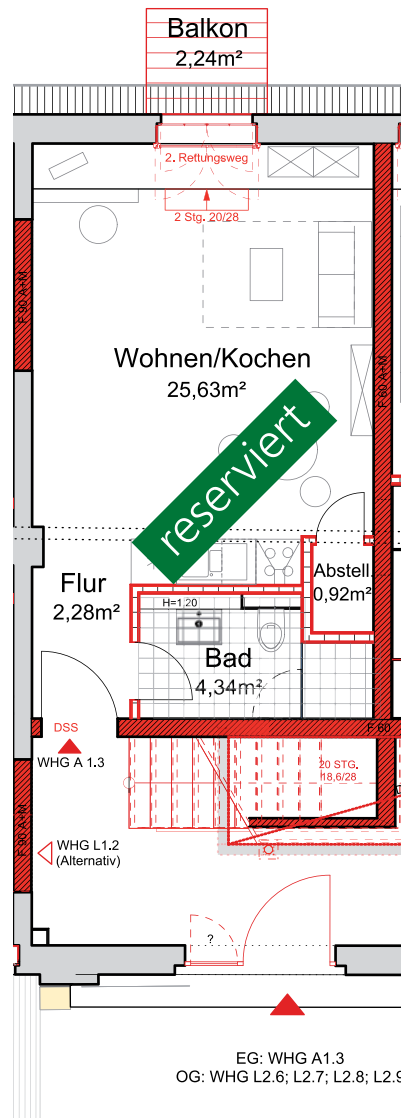 Balkon
2,24m²
2. Rettungsweg
2 Stg. 20/28
F 90 A+M
F 60 A+M
Wohnen/Kochen
25,63m²
reserviert
Flur
2,28m²
Abstell.
0,92m²
H=1,20
Bad
4,34m²
DSS
F 60
WHG A 1.3
20 STG.
18,6/28
F 90 A+M
WHG L1.2
(Alternativ)
?
EG: WHG A1.3
OG: WHG L2.6; L2.7; L2.8; L2.9